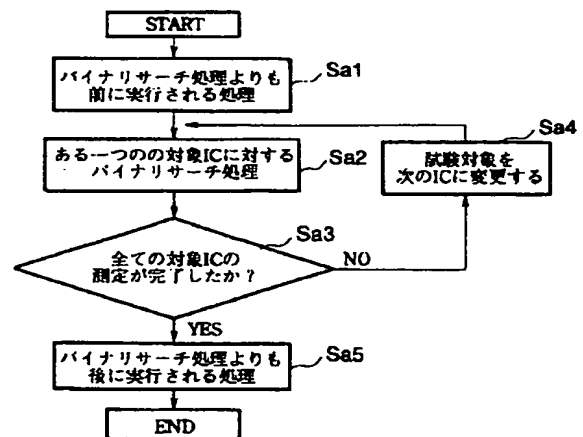 START
バイナリサーチ処理よりも
前に実行される処理
Sa1
ある一つのの対象ICに対する
バイナリサーチ処理
Sa2
Sa4
試験対象を
次のICに変更する
Sa3
全ての対象ICの
測定が完了したか？
NO
YES
バイナリサーチ処理よりも
後に実行される処理
Sa5
END